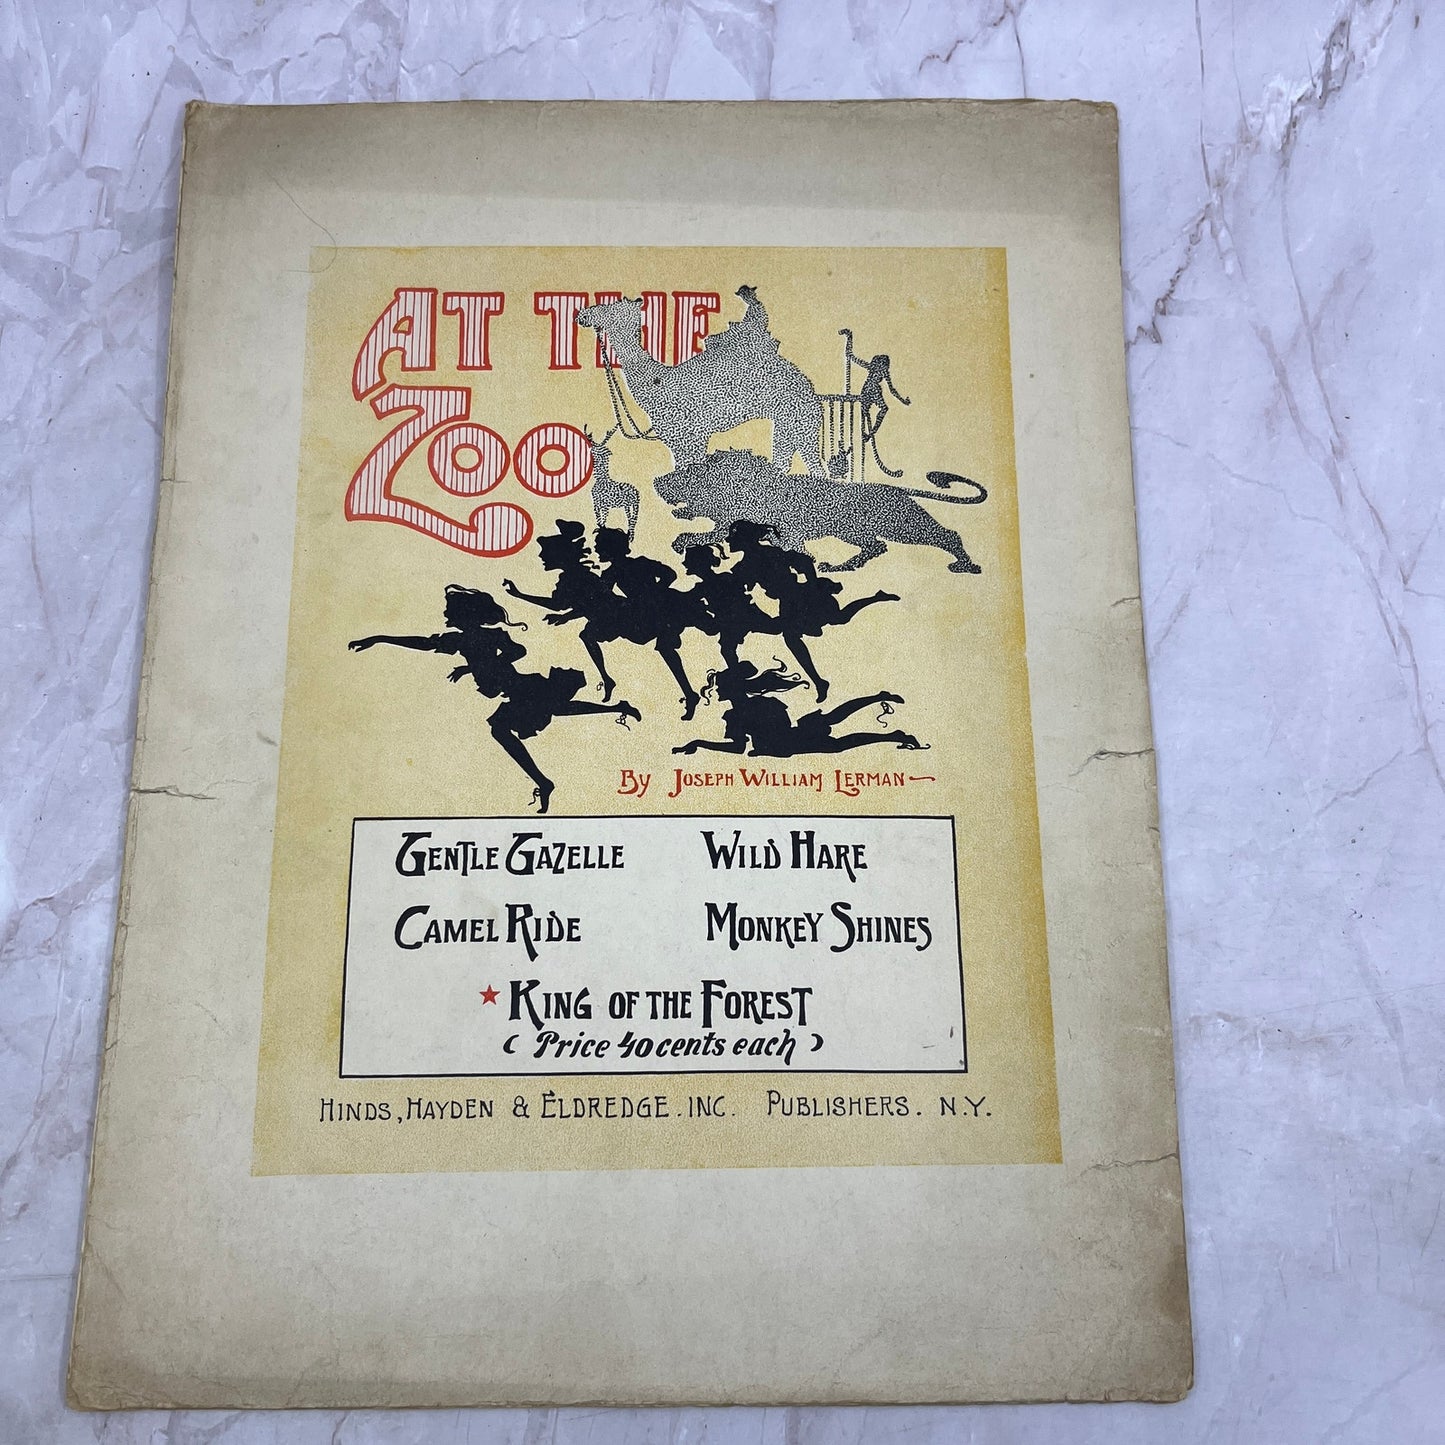 AT THE
ZOO
BY JOSEPH WILLIAM LERMAN
GENTLE GAZELLE WILD HARE
CAMEL RIDE MONKEY SHINES
★ KING OF THE FOREST
( Price 40 cents each )
HINDS, HAYDEN & ELDREDGE. INC. PUBLISHERS. N.Y.